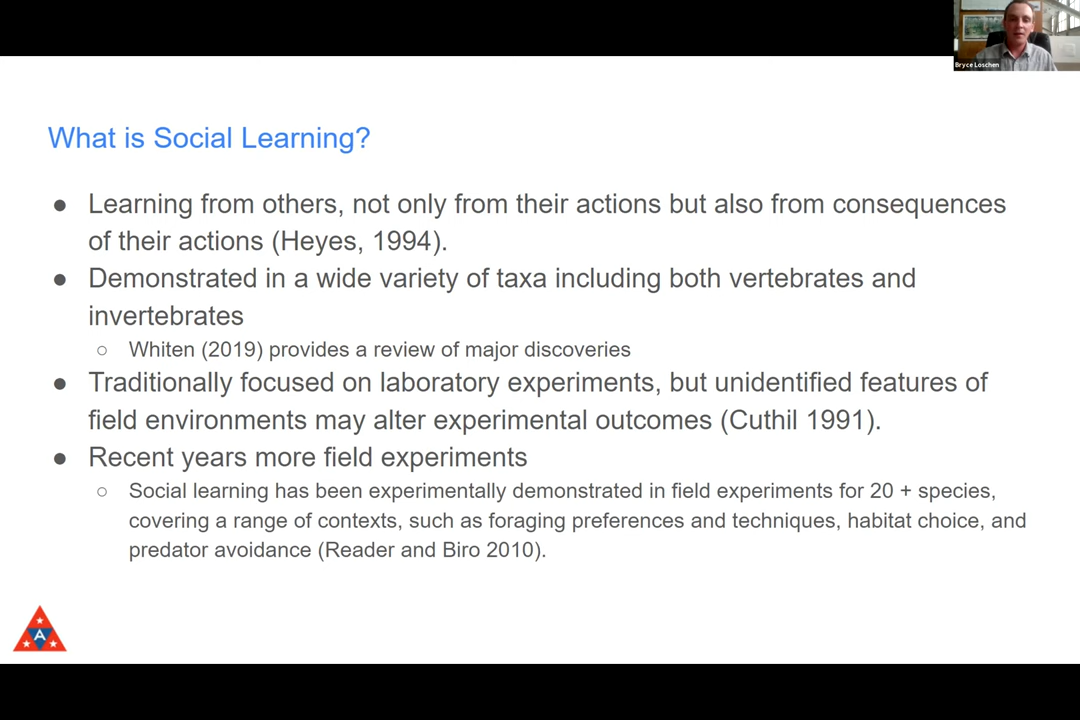 Bryce Loschen
What is Social Learning?
● Learning from others, not only from their actions but also from consequences
of their actions (Heyes, 1994).
● Demonstrated in a wide variety of taxa including both vertebrates and
invertebrates
○ Whiten (2019) provides a review of major discoveries
● Traditionally focused on laboratory experiments, but unidentified features of
field environments may alter experimental outcomes (Cuthil 1991).
● Recent years more field experiments
○ Social learning has been experimentally demonstrated in field experiments for 20 + species,
covering a range of contexts, such as foraging preferences and techniques, habitat choice, and
predator avoidance (Reader and Biro 2010).
A